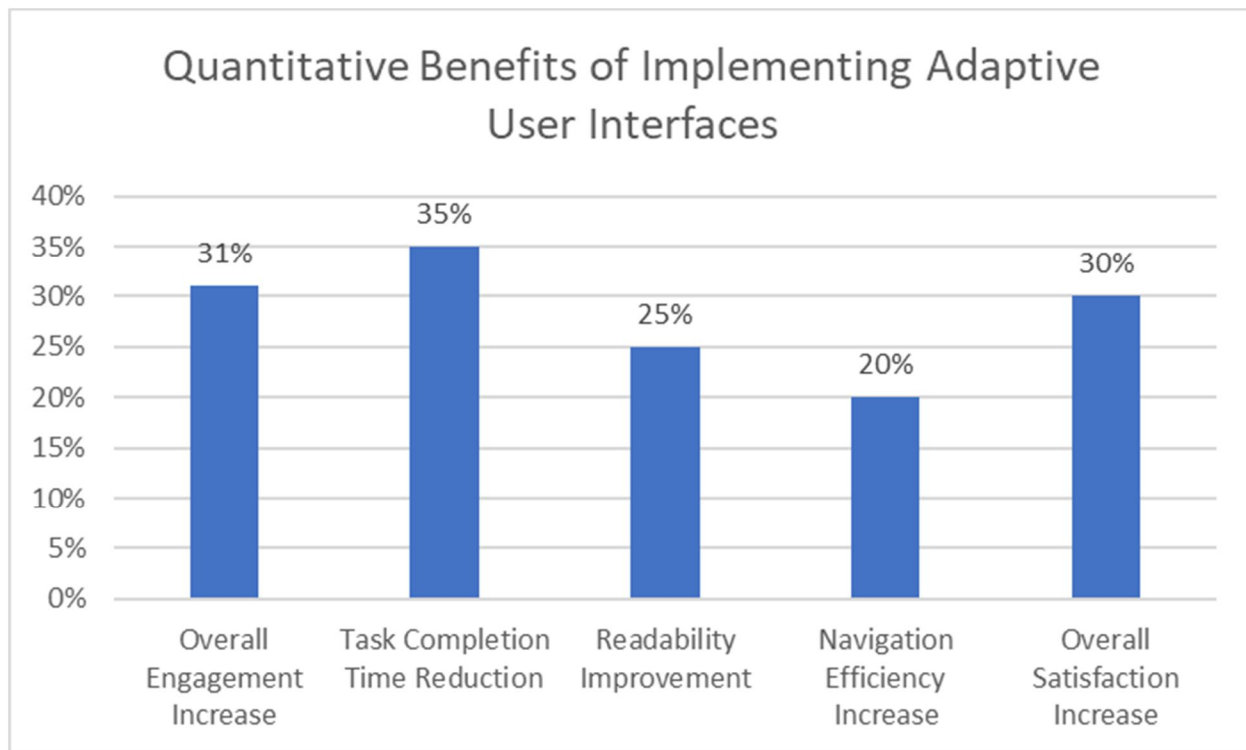 Quantitative Benefits of Implementing Adaptive
User Interfaces
40%
35%
30%
25%
20%
15%
10%
5%
0%
31%
35%
25%
20%
30%
Overall
Engagement
Increase
Task Completion
Time Reduction
Readability
Improvement
Navigation
Efficiency
Increase
Overall
Satisfaction
Increase